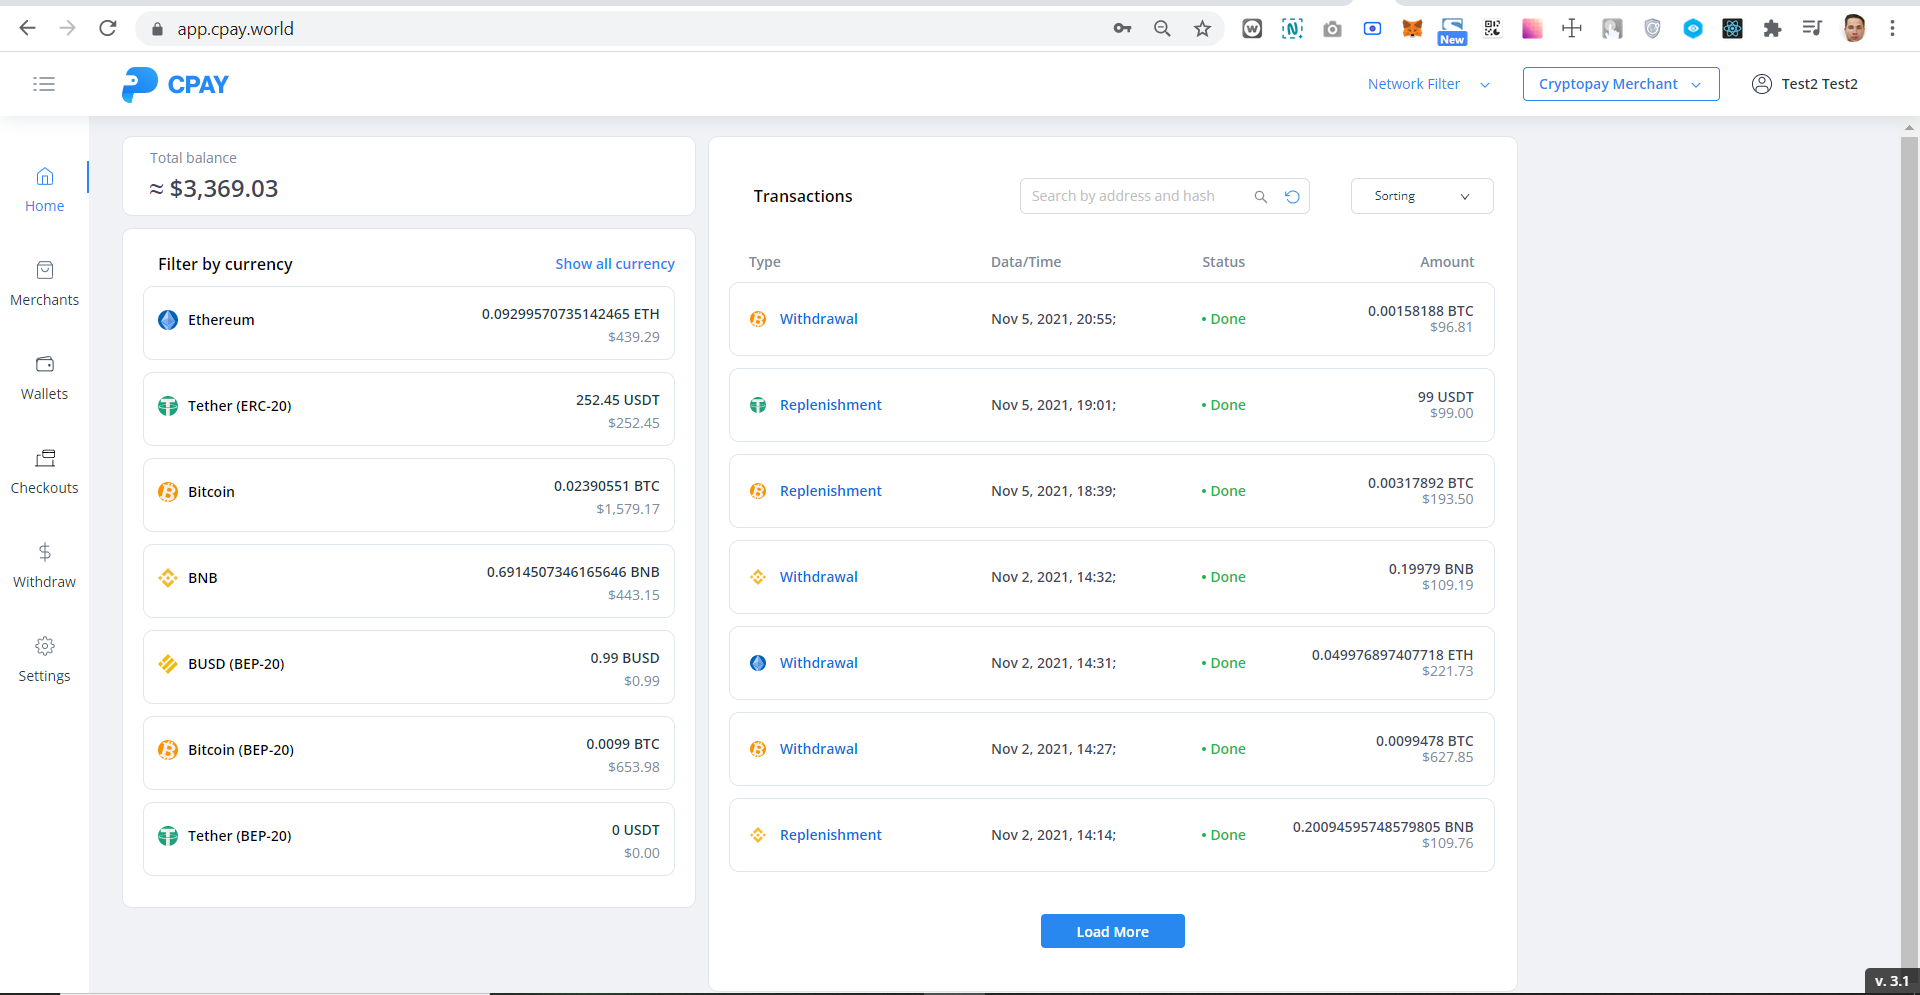 app.cpay.world
New
CPAY
Network Filter
Cryptopay Merchant
Test2 Test2
Home
Merchants
Wallets
Checkouts
Withdraw
Settings
Total balance
≈ $3,369.03
Filter by currency
Show all currency
Ethereum
0.09299570735142465 ETH
$439.29
Tether (ERC-20)
252.45 USDT
$252.45
Bitcoin
0.02390551 BTC
$1,579.17
BNB
0.6914507346165646 BNB
$443.15
BUSD (BEP-20)
0.99 BUSD
$0.99
Bitcoin (BEP-20)
0.0099 BTC
$653.98
Tether (BEP-20)
0 USDT
$0.00
Transactions
Search by address and hash
Sorting
Type Data/Time Status Amount
Withdrawal Nov 5, 2021, 20:55; • Done 0.00158188 BTC
$96.81
Replenishment Nov 5, 2021, 19:01; • Done 99 USDT
$99.00
Replenishment Nov 5, 2021, 18:39; • Done 0.00317892 BTC
$193.50
Withdrawal Nov 2, 2021, 14:32; • Done 0.19979 BNB
$109.19
Withdrawal Nov 2, 2021, 14:31; • Done 0.049976897407718 ETH
$221.73
Withdrawal Nov 2, 2021, 14:27; • Done 0.0099478 BTC
$627.85
Replenishment Nov 2, 2021, 14:14; • Done 0.20094595748579805 BNB
$109.76
Load More
v. 3.1